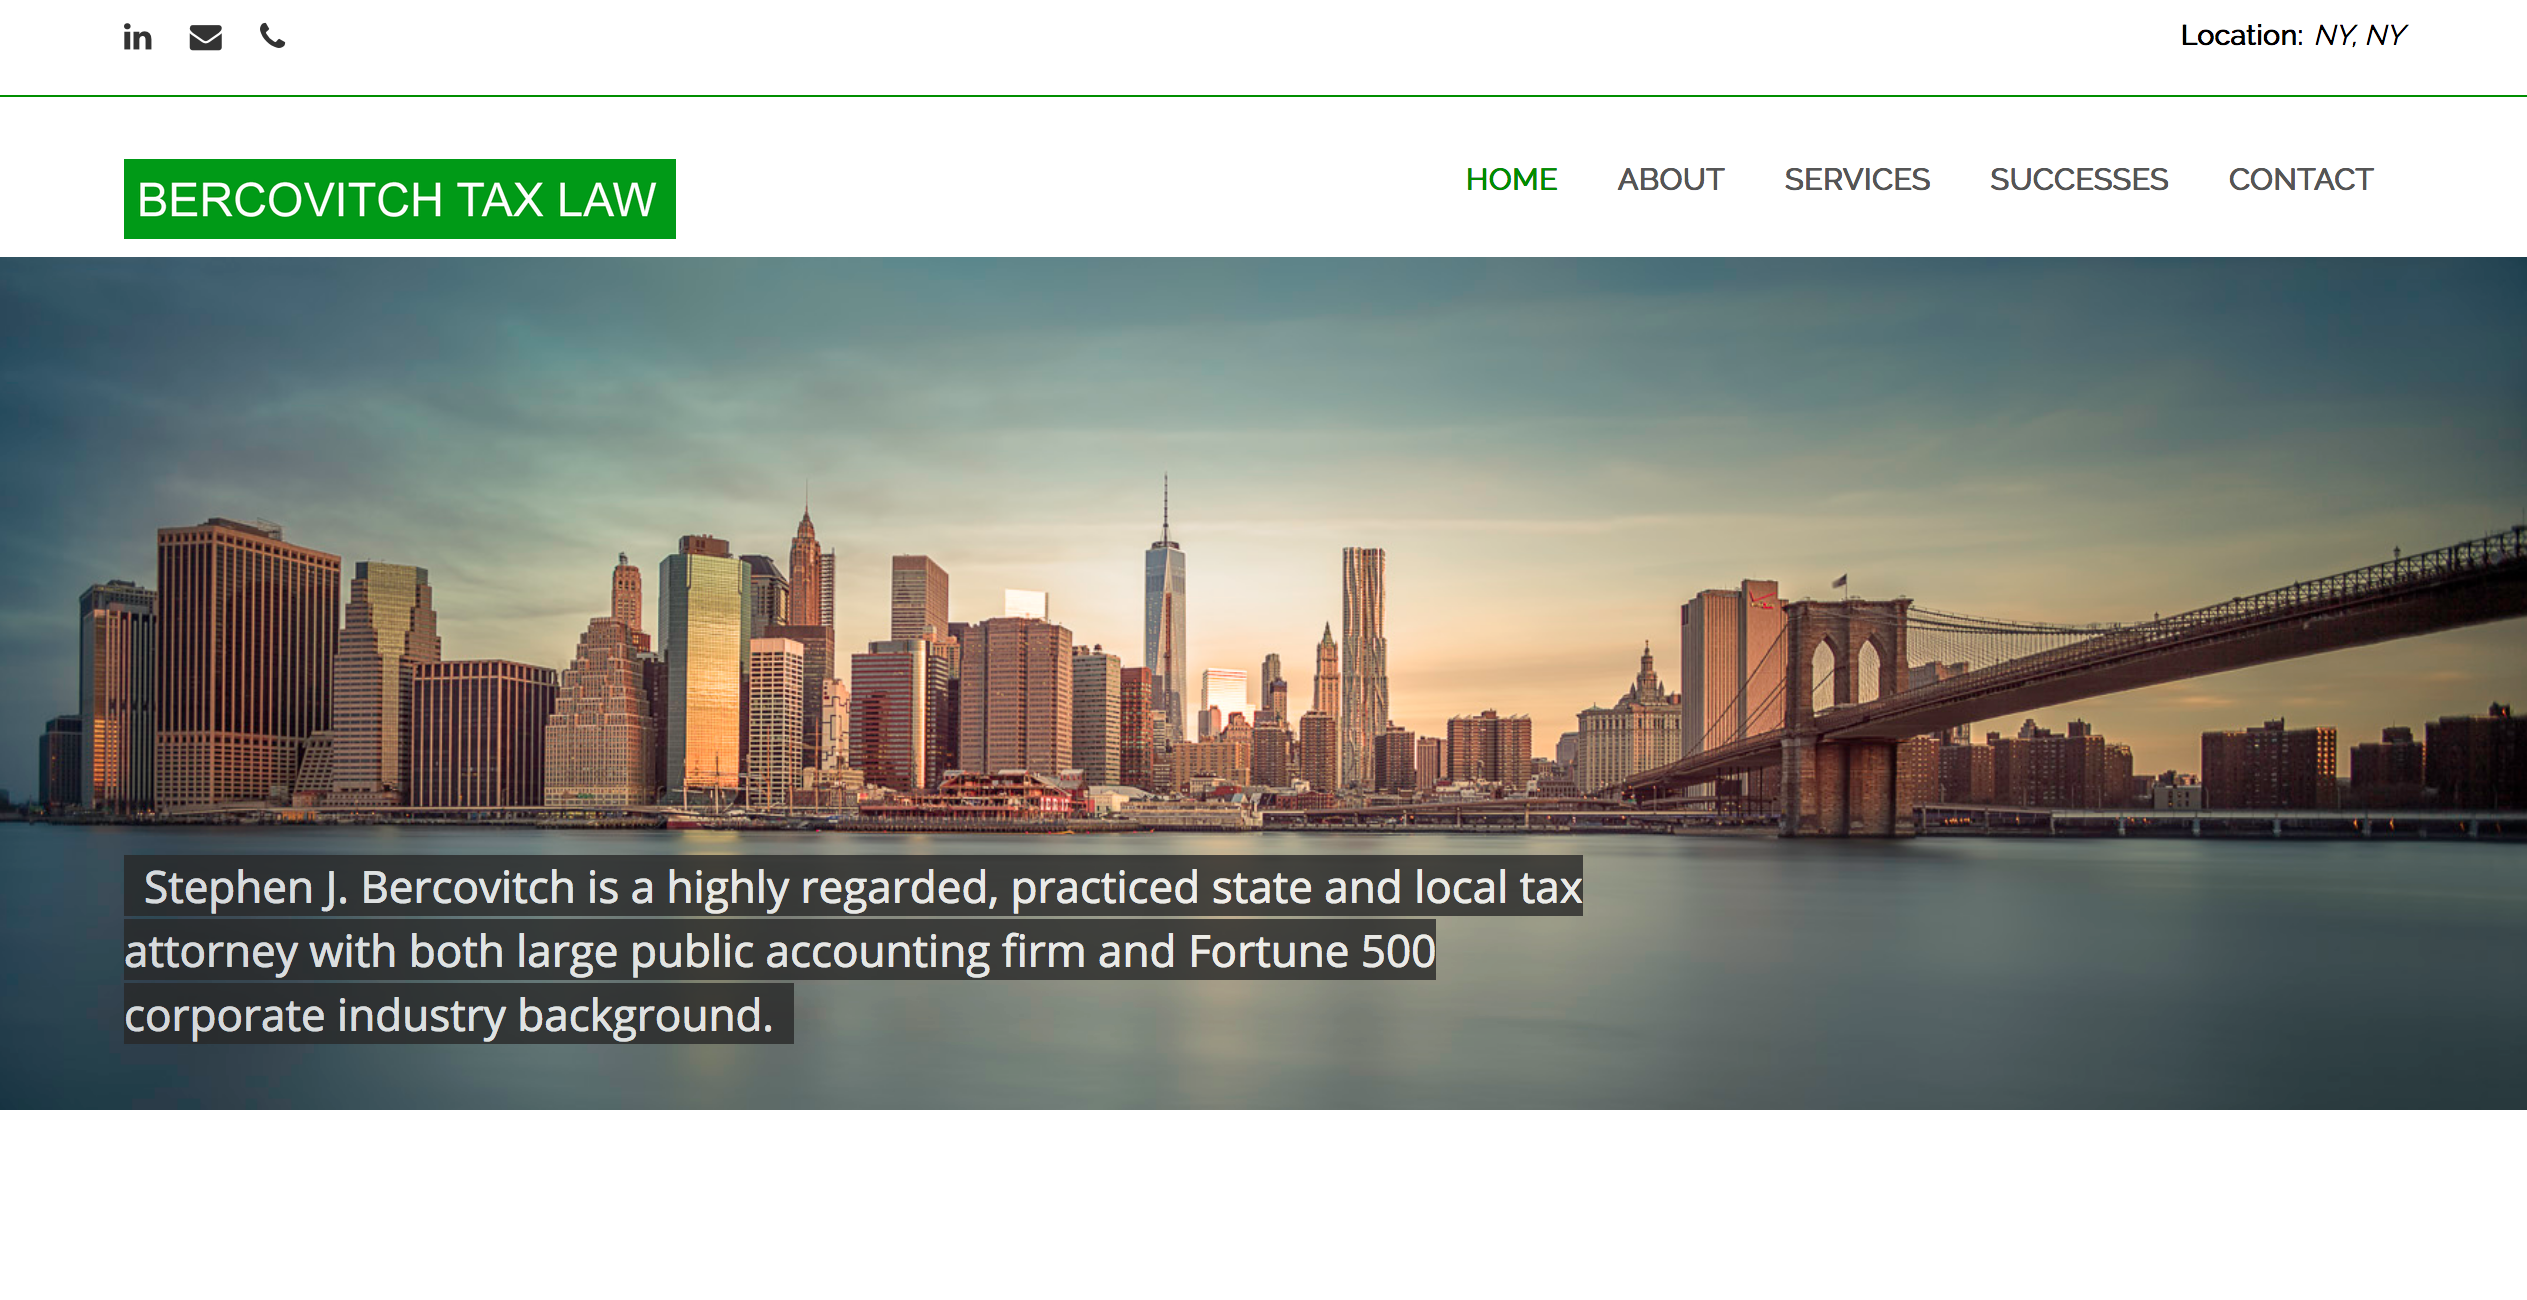 in
Location: NY, NY
BERCOVITCH TAX LAW
HOME ABOUT SERVICES SUCCESSES CONTACT
Stephen J. Bercovitch is a highly regarded, practiced state and local tax
attorney with both large public accounting firm and Fortune 500
corporate industry background.